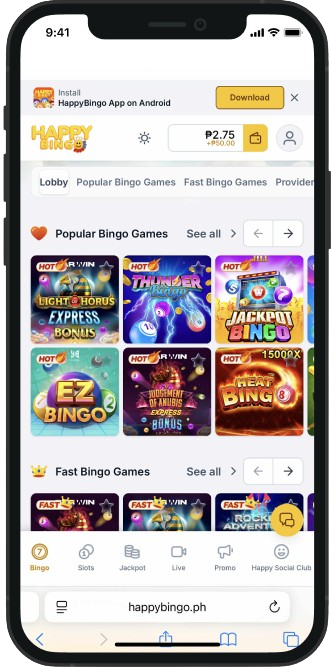 9:41
Install
HappyBingo App on Android
Download
HAPPY
BINGO
₱2.75
+₱50.00
Lobby Popular Bingo Games Fast Bingo Games Provider
Popular Bingo Games See all
HOT WIN
LIGHT OF HORUS
EXPRESS
BONUS
HOT
THUNDER
Bingo
HOT
JACKPOT
BINGO
HOT
EZ
BINGO
HOT R WIN
JUDGEMENT
OF ANUBIS
EXPRESS
BONUS
HOT 15000X
HEAT
BING
Fast Bingo Games See all
FAST WIN
FAST R WIN
FAST
ROCKE
ADVENT
Bingo Slots Jackpot Live Promo Happy Social Club
happybingo.ph